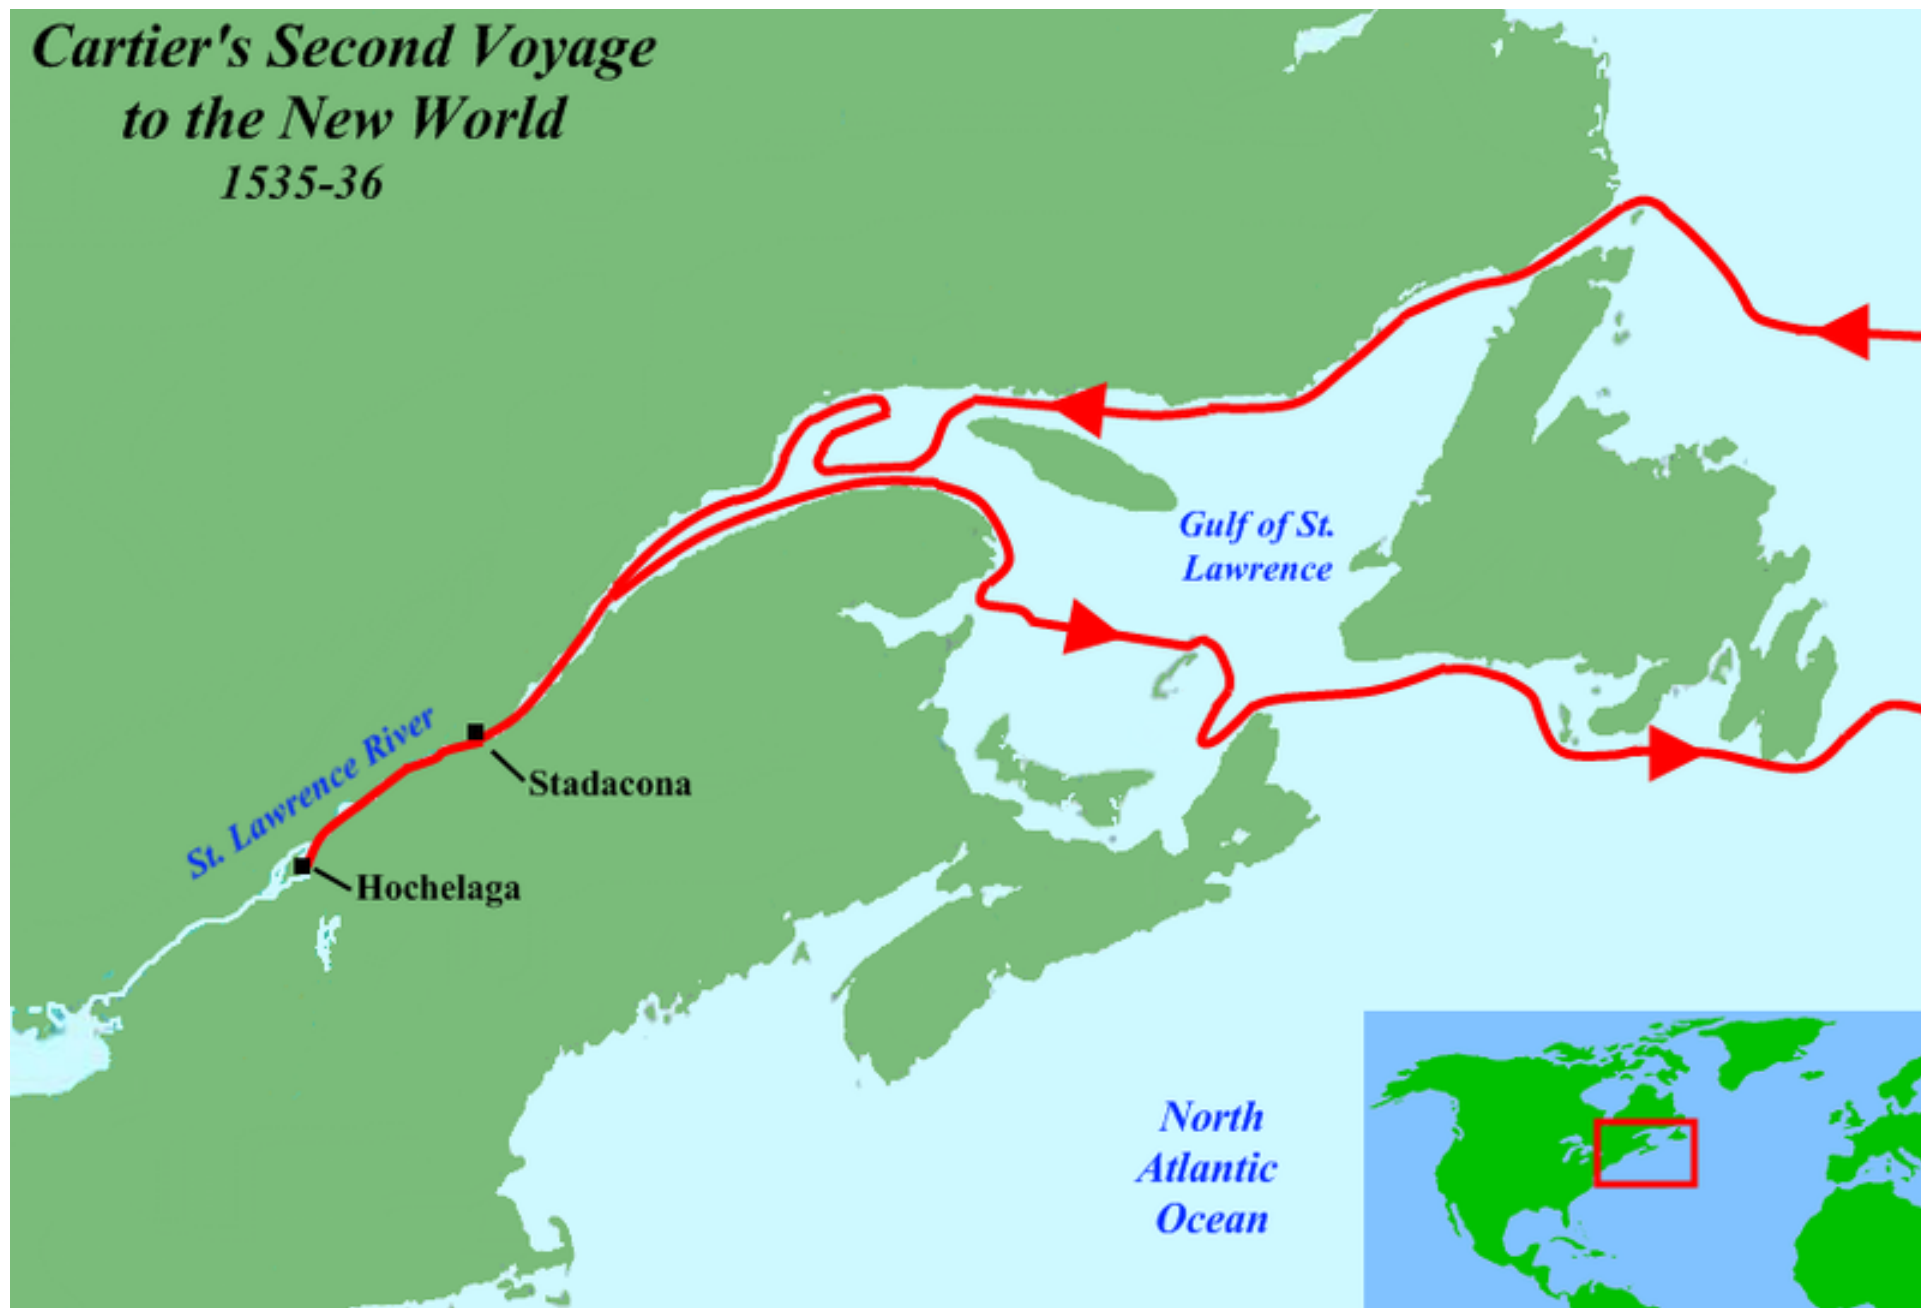 Cartier's Second Voyage
to the New World
1535-36
Gulf of St.
Lawrence
St. Lawrence River
Stadacona
Hochelaga
North
Atlantic
Ocean